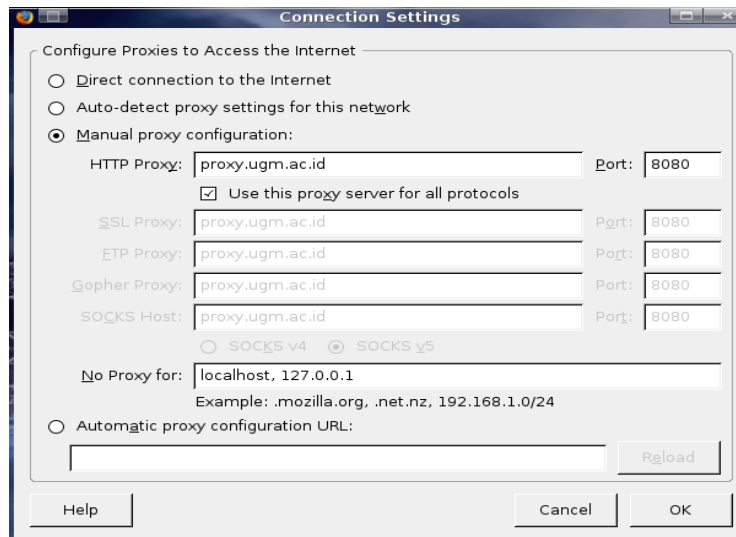 Connection Settings
Configure Proxies to Access the Internet
Direct connection to the Internet
Auto-detect proxy settings for this network
Manual proxy configuration:
HTTP Proxy: proxy.ugm.ac.id Port: 8080
Use this proxy server for all protocols
SSL Proxy: proxy.ugm.ac.id Port: 8080
FTP Proxy: proxy.ugm.ac.id Port: 8080
Gopher Proxy: proxy.ugm.ac.id Port: 8080
SOCKS Host: proxy.ugm.ac.id Port: 8080
SOCKS v4 SOCKS v5
No Proxy for: localhost, 127.0.0.1
Example: .mozilla.org, .net.nz, 192.168.1.0/24
Automatic proxy configuration URL:
Reload
Help Cancel OK